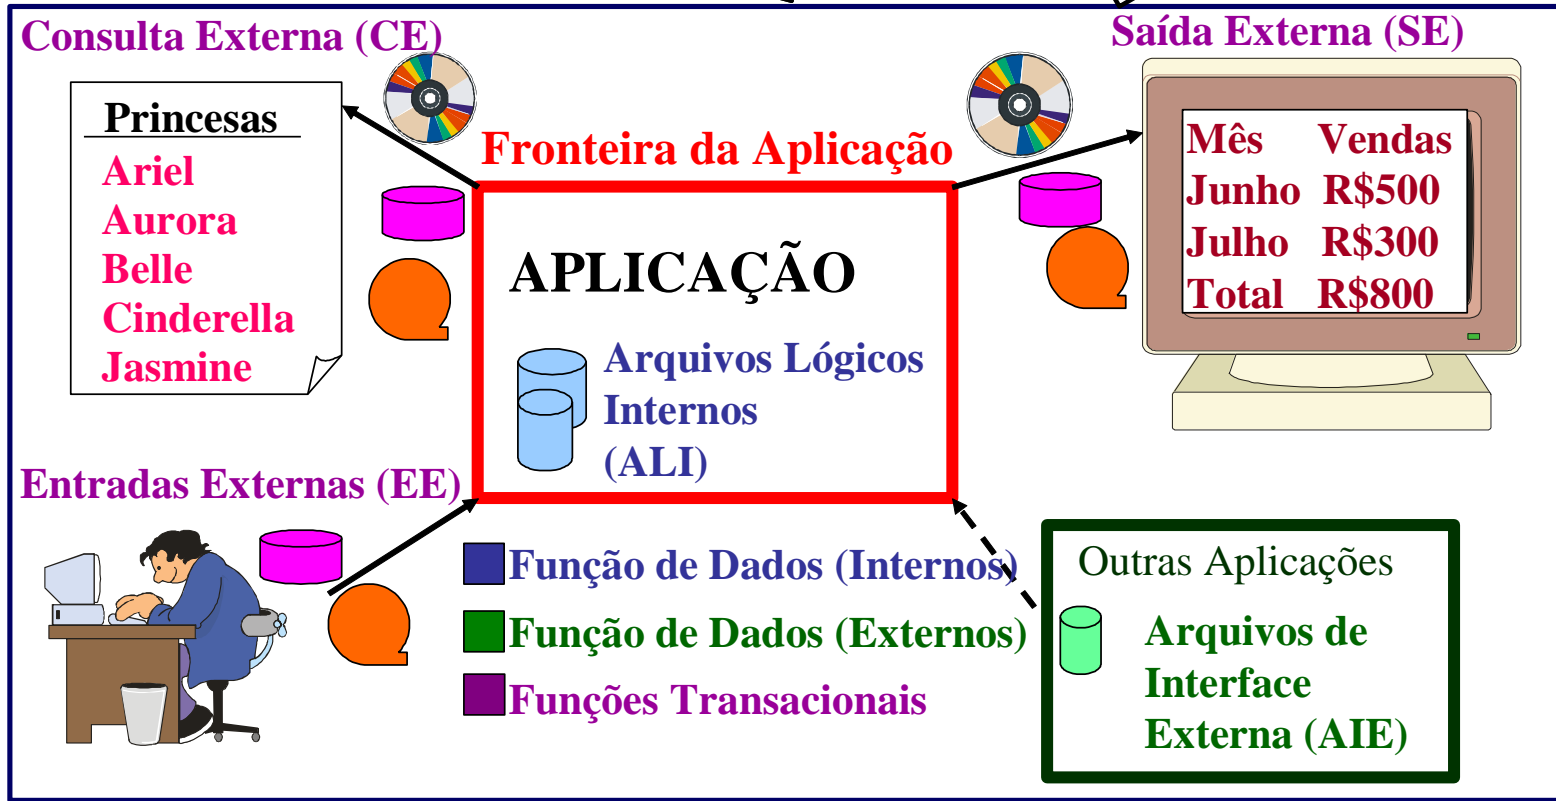 Consulta Externa (CE)
Princesas
Ariel
Aurora
Belle
Cinderella
Jasmine
Saída Externa (SE)
Mês Vendas
Junho R$500
Julho R$300
Total R$800
Fronteira da Aplicação
APLICAÇÃO
Arquivos Lógicos
Internos
(ALI)
Entradas Externas (EE)
Função de Dados (Internos)
Função de Dados (Externos)
Funções Transacionais
Outras Aplicações
Arquivos de
Interface
Externa (AIE)